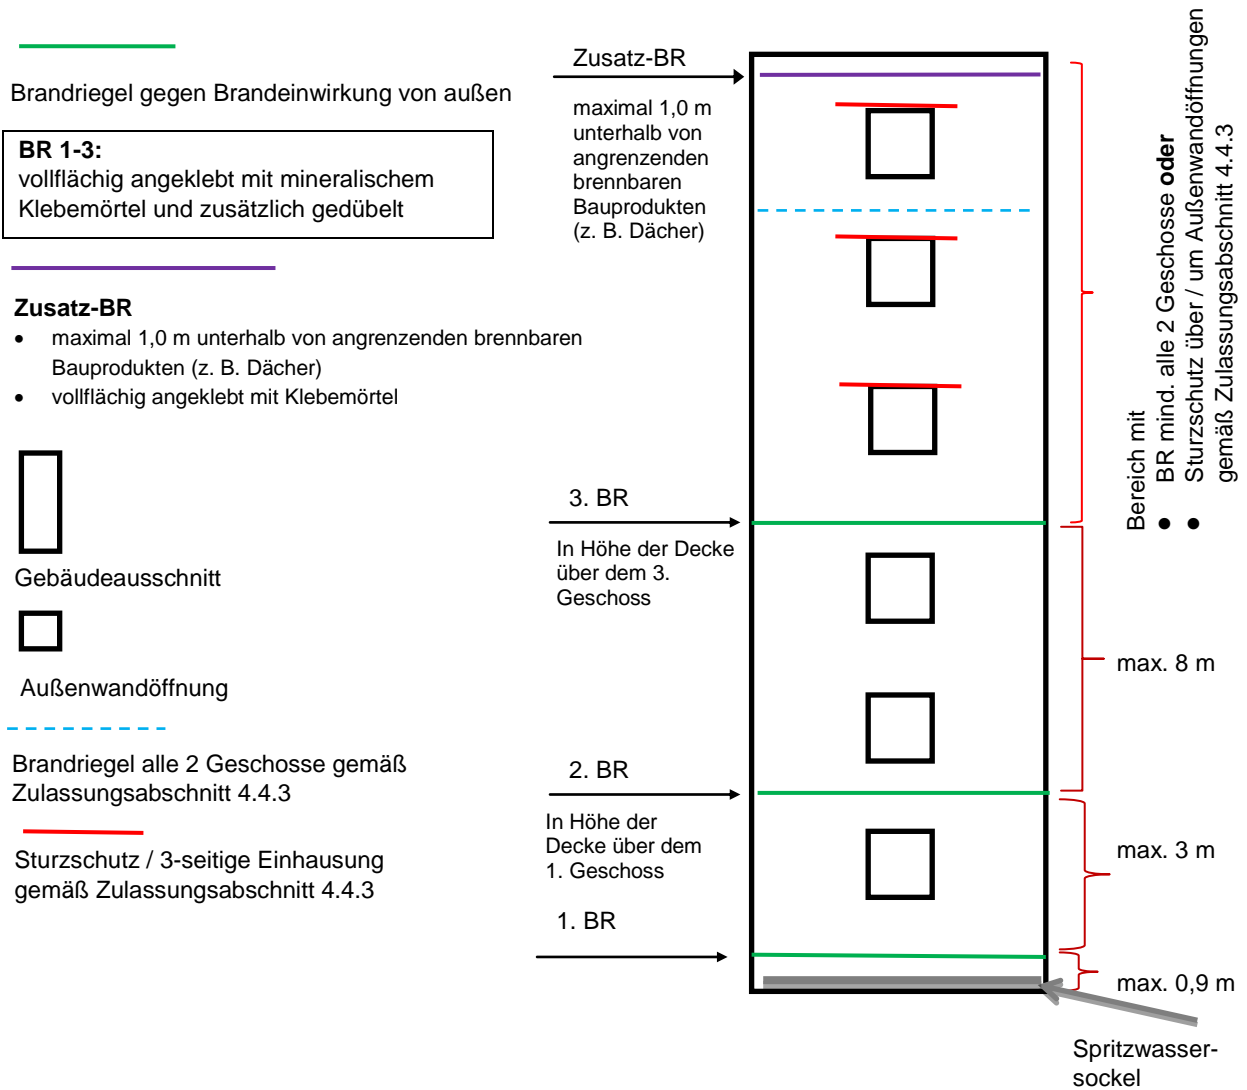 Brandriegel gegen Brandeinwirkung von außen
BR 1-3:
vollflächig angeklebt mit mineralischem
Klebemörtel und zusätzlich gedübelt
Zusatz-BR
• maximal 1,0 m unterhalb von angrenzenden brennbaren
Bauprodukten (z. B. Dächer)
• vollflächig angeklebt mit Klebemörtel
Gebäudeausschnitt
Außenwandöffnung
Brandriegel alle 2 Geschosse gemäß
Zulassungsabschnitt 4.4.3
Sturzschutz / 3-seitige Einhausung
gemäß Zulassungsabschnitt 4.4.3
Zusatz-BR
maximal 1,0 m
unterhalb von
angrenzenden
brennbaren
Bauprodukten
(z. B. Dächer)
3. BR
In Höhe der Decke
über dem 3.
Geschoss
2. BR
In Höhe der
Decke über dem
1. Geschoss
1. BR
Bereich mit
● BR mind. alle 2 Geschosse oder
● Sturzschutz über / um Außenwandöffnungen
gemäß Zulassungsabschnitt 4.4.3
max. 8 m
max. 3 m
max. 0,9 m
Spritzwasser-
sockel